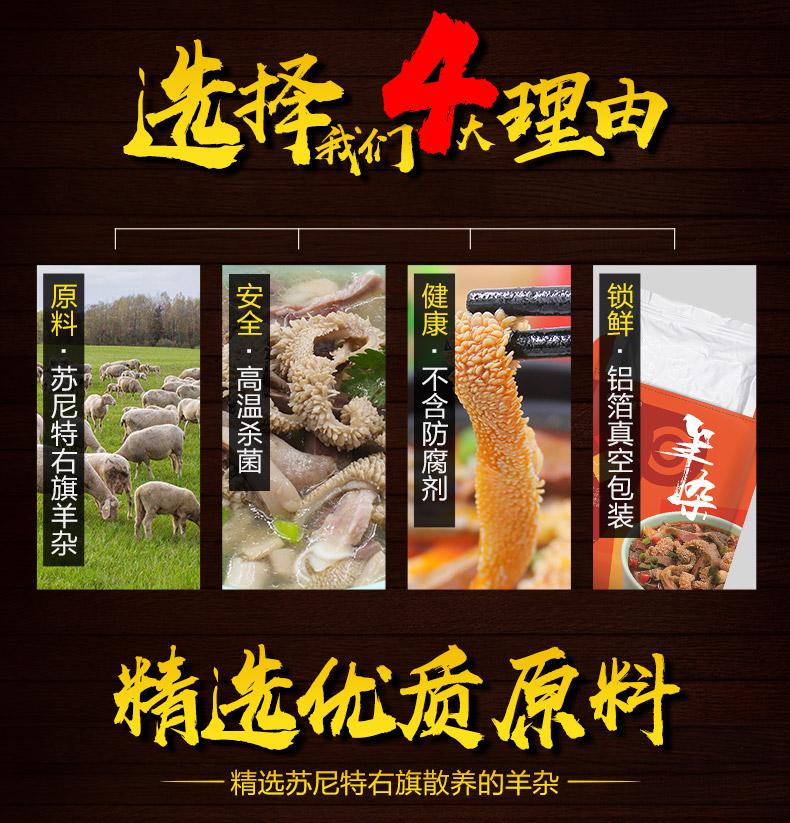 选择我们4大理由
原料·苏尼特右旗羊杂
安全·高温杀菌
健康·不含防腐剂
锁鲜·铝箔真空包装
羊杂
精选优质原料
精选苏尼特右旗散养的羊杂